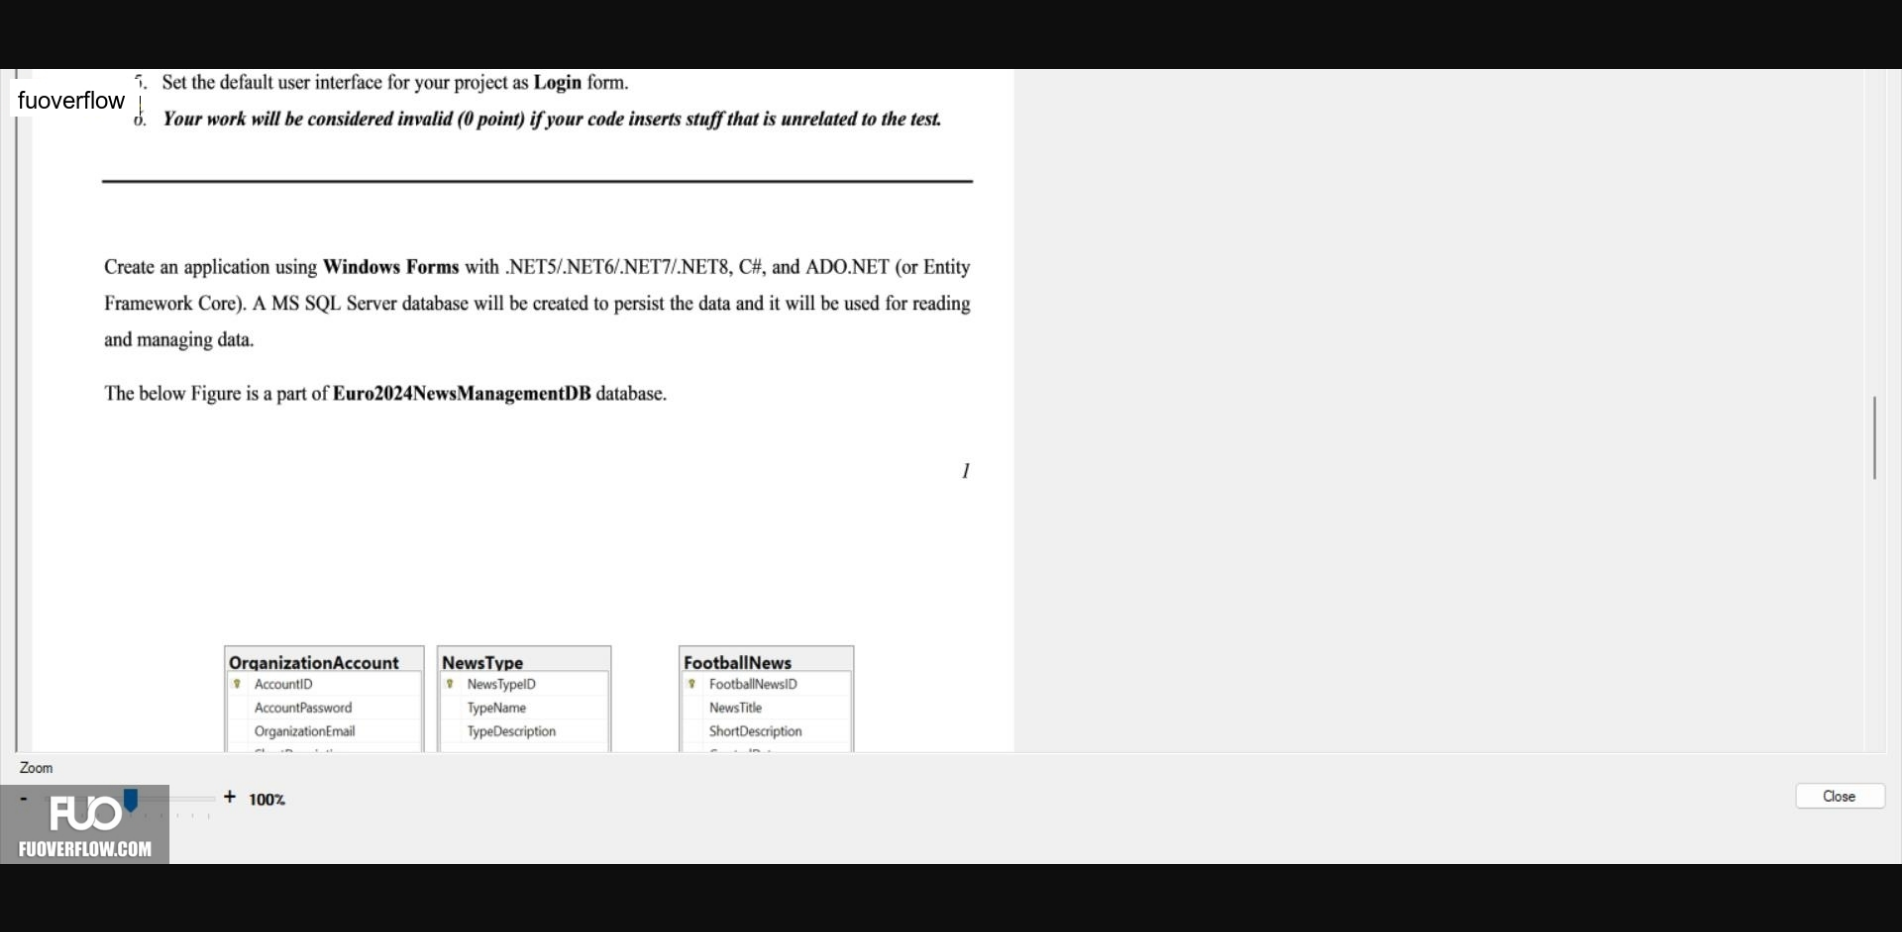 5. Set the default user interface for your project as Login form.
fuoverflow
6. Your work will be considered invalid (0 point) if your code inserts stuff that is unrelated to the test.
Create an application using Windows Forms with .NET5/.NET6/.NET7/.NET8, C#, and ADO.NET (or Entity
Framework Core). A MS SQL Server database will be created to persist the data and it will be used for reading
and managing data.
The below Figure is a part of Euro2024NewsManagementDB database.
1
OrganizationAccount
AccountID
AccountPassword
OrganizationEmail
NewsType
NewsTypeID
TypeName
TypeDescription
FootballNews
FootballNewsID
NewsTitle
ShortDescription
Zoom
- + 100%
Close
FUO
FUOVERFLOW.COM